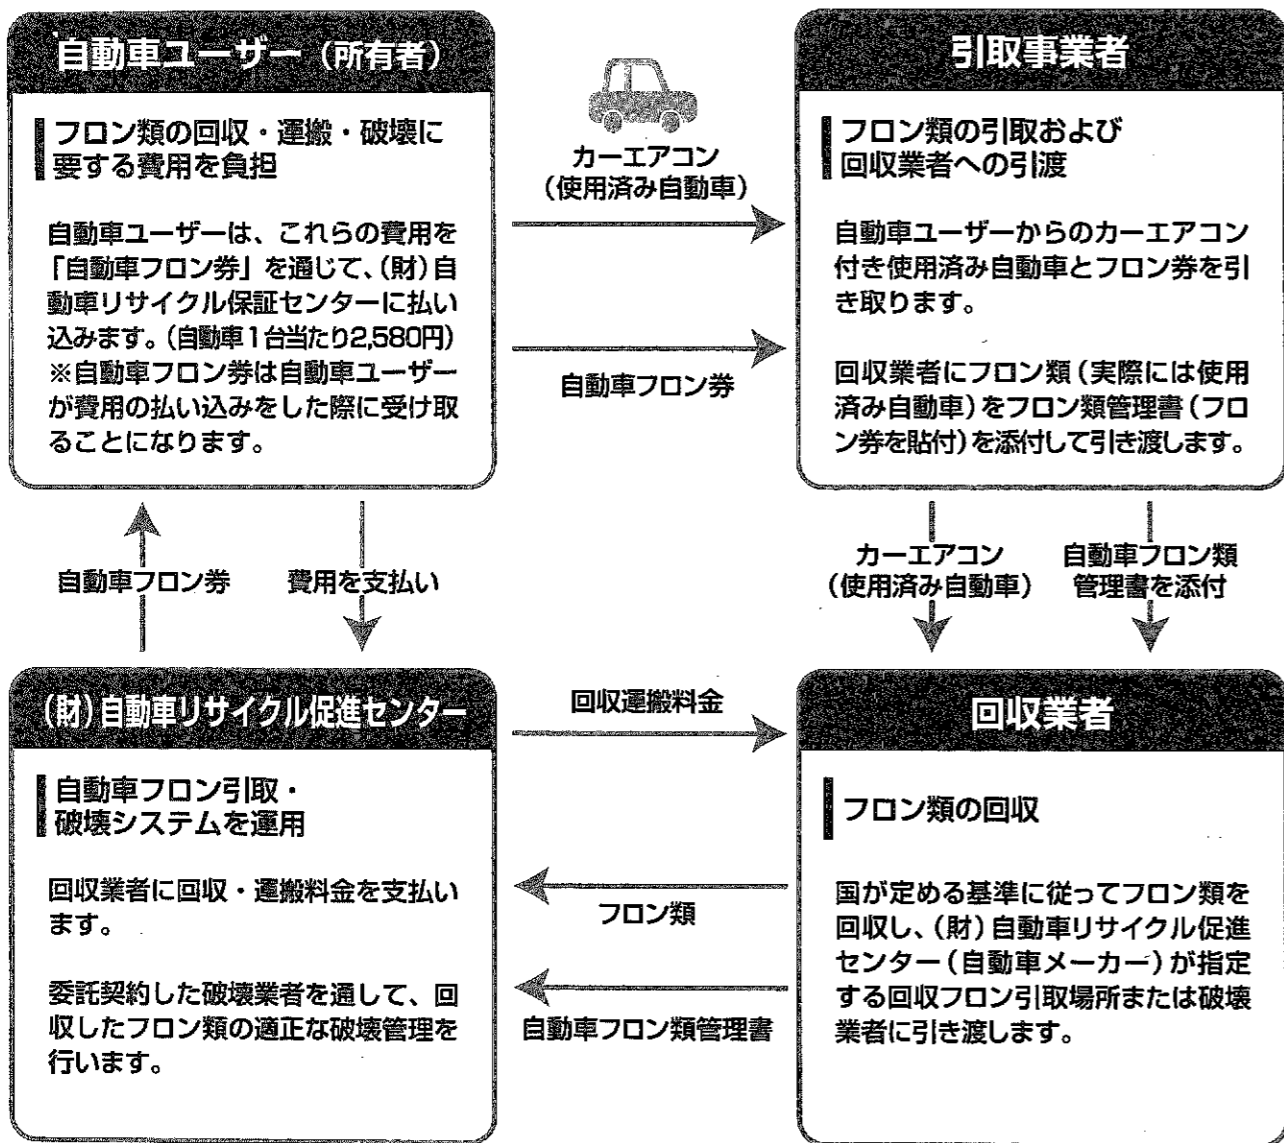 自動車ユーザー（所有者）
フロン類の回収・運搬・破壊に
要する費用を負担
自動車ユーザーは、これらの費用を
「自動車フロン券」を通じて、（財）自
動車リサイクル保証センターに払い
込みます。（自動車1台当たり2,580円）
※自動車フロン券は自動車ユーザー
が費用の払い込みをした際に受け取
ることになります。
カーエアコン
（使用済み自動車）
自動車フロン券
引取事業者
フロン類の引取および
回収業者への引渡
自動車ユーザーからのカーエアコン
付き使用済み自動車とフロン券を引
き取ります。
回収業者にフロン類（実際には使用
済み自動車）をフロン類管理書（フロ
ン券を貼付）を添付して引き渡します。
自動車フロン券
費用を支払い
カーエアコン
（使用済み自動車）
自動車フロン類
管理書を添付
（財）自動車リサイクル促進センター
自動車フロン引取・
破壊システムを運用
回収業者に回収・運搬料金を支払い
ます。
委託契約した破壊業者を通して、回
収したフロン類の適正な破壊管理を
行います。
回収運搬料金
フロン類
自動車フロン類管理書
回収業者
フロン類の回収
国が定める基準に従ってフロン類を
回収し、（財）自動車リサイクル促進
センター（自動車メーカー）が指定
する回収フロン引取場所または破壊
業者に引き渡します。